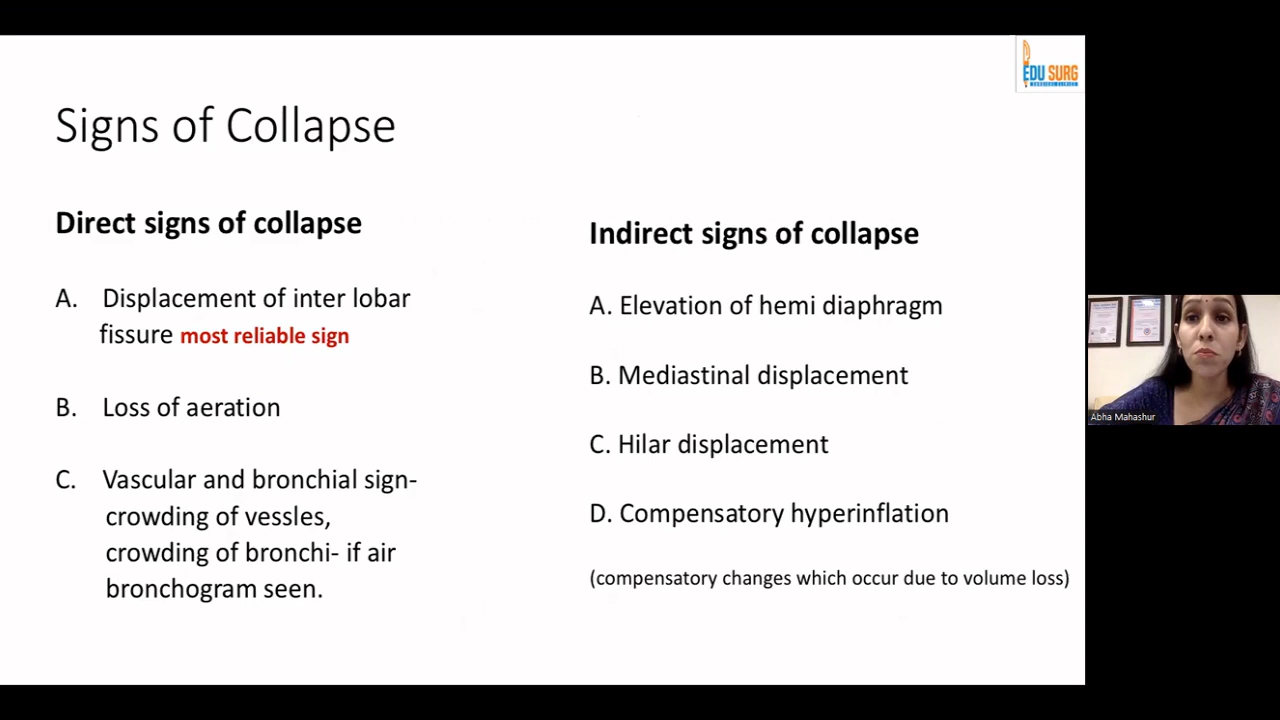 EDU SURG
SURGICAL CLINICS
Signs of Collapse
Direct signs of collapse
A. Displacement of inter lobar
fissure most reliable sign
B. Loss of aeration
C. Vascular and bronchial sign-
crowding of vessles,
crowding of bronchi- if air
bronchogram seen.
Indirect signs of collapse
A. Elevation of hemi diaphragm
B. Mediastinal displacement
C. Hilar displacement
D. Compensatory hyperinflation
(compensatory changes which occur due to volume loss)
Abha Mahashur